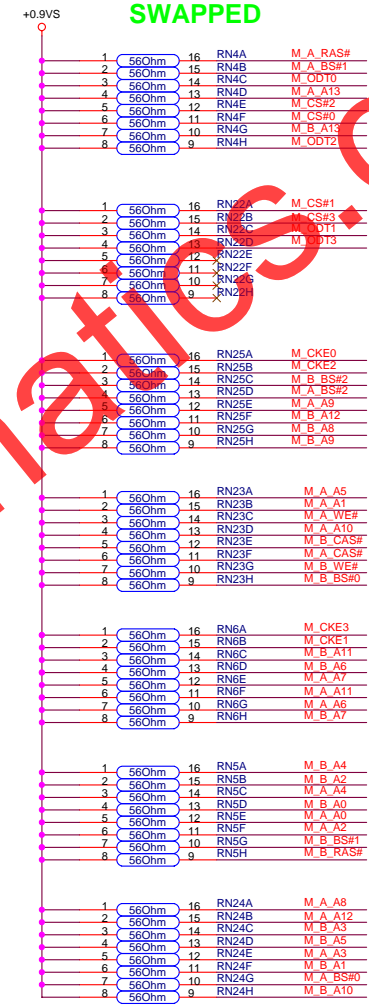 SWAPPED
+0.9VS
1 56Ohm 16 RN4A M_A_RAS#
2 56Ohm 15 RN4B M_A_BS#1
3 56Ohm 14 RN4C M_ODT0
4 56Ohm 13 RN4D M_A_A13
5 56Ohm 12 RN4E M_CS#2
6 56Ohm 11 RN4F M_CS#0
7 56Ohm 10 RN4G M_B_A13
8 56Ohm 9 RN4H M_ODT2
1 56Ohm 16 RN22A M_CS#1
2 56Ohm 15 RN22B M_CS#3
3 56Ohm 14 RN22C M_ODT1
4 56Ohm 13 RN22D M_ODT3
5 56Ohm 12 RN22E
6 56Ohm 11 RN22F
7 56Ohm 10 RN22G
8 56Ohm 9 RN22H
1 56Ohm 16 RN25A M_CKE0
2 56Ohm 15 RN25B M_CKE2
3 56Ohm 14 RN25C M_B_BS#2
4 56Ohm 13 RN25D M_A_BS#2
5 56Ohm 12 RN25E M_A_A9
6 56Ohm 11 RN25F M_B_A12
7 56Ohm 10 RN25G M_B_A8
8 56Ohm 9 RN25H M_B_A9
1 56Ohm 16 RN23A M_A_A5
2 56Ohm 15 RN23B M_A_A1
3 56Ohm 14 RN23C M_A_WE#
4 56Ohm 13 RN23D M_A_A10
5 56Ohm 12 RN23E M_B_CAS#
6 56Ohm 11 RN23F M_A_CAS#
7 56Ohm 10 RN23G M_B_WE#
8 56Ohm 9 RN23H M_B_BS#0
1 56Ohm 16 RN6A M_CKE3
2 56Ohm 15 RN6B M_CKE1
3 56Ohm 14 RN6C M_B_A11
4 56Ohm 13 RN6D M_B_A6
5 56Ohm 12 RN6E M_A_A7
6 56Ohm 11 RN6F M_A_A11
7 56Ohm 10 RN6G M_A_A6
8 56Ohm 9 RN6H M_B_A7
1 56Ohm 16 RN5A M_B_A4
2 56Ohm 15 RN5B M_B_A2
3 56Ohm 14 RN5C M_A_A4
4 56Ohm 13 RN5D M_B_A0
5 56Ohm 12 RN5E M_A_A0
6 56Ohm 11 RN5F M_A_A2
7 56Ohm 10 RN5G M_B_BS#1
8 56Ohm 9 RN5H M_B_RAS#
1 56Ohm 16 RN24A M_A_A8
2 56Ohm 15 RN24B M_A_A12
3 56Ohm 14 RN24C M_B_A3
4 56Ohm 13 RN24D M_B_A5
5 56Ohm 12 RN24E M_A_A3
6 56Ohm 11 RN24F M_B_A1
7 56Ohm 10 RN24G M_A_BS#0
8 56Ohm 9 RN24H M_B_A10